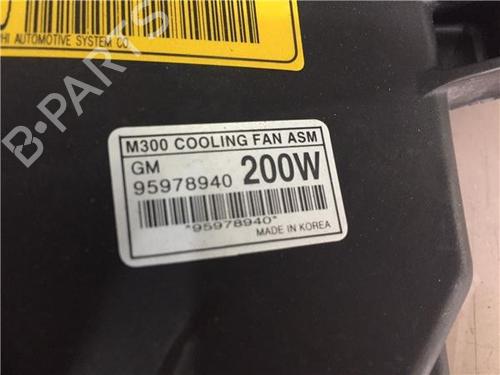 HI AUTOMOTIVE SYSTEM CO
B-PARTS
M300 COOLING FAN ASM
GM
95978940 200W
*95978940*
MADE IN KOREA